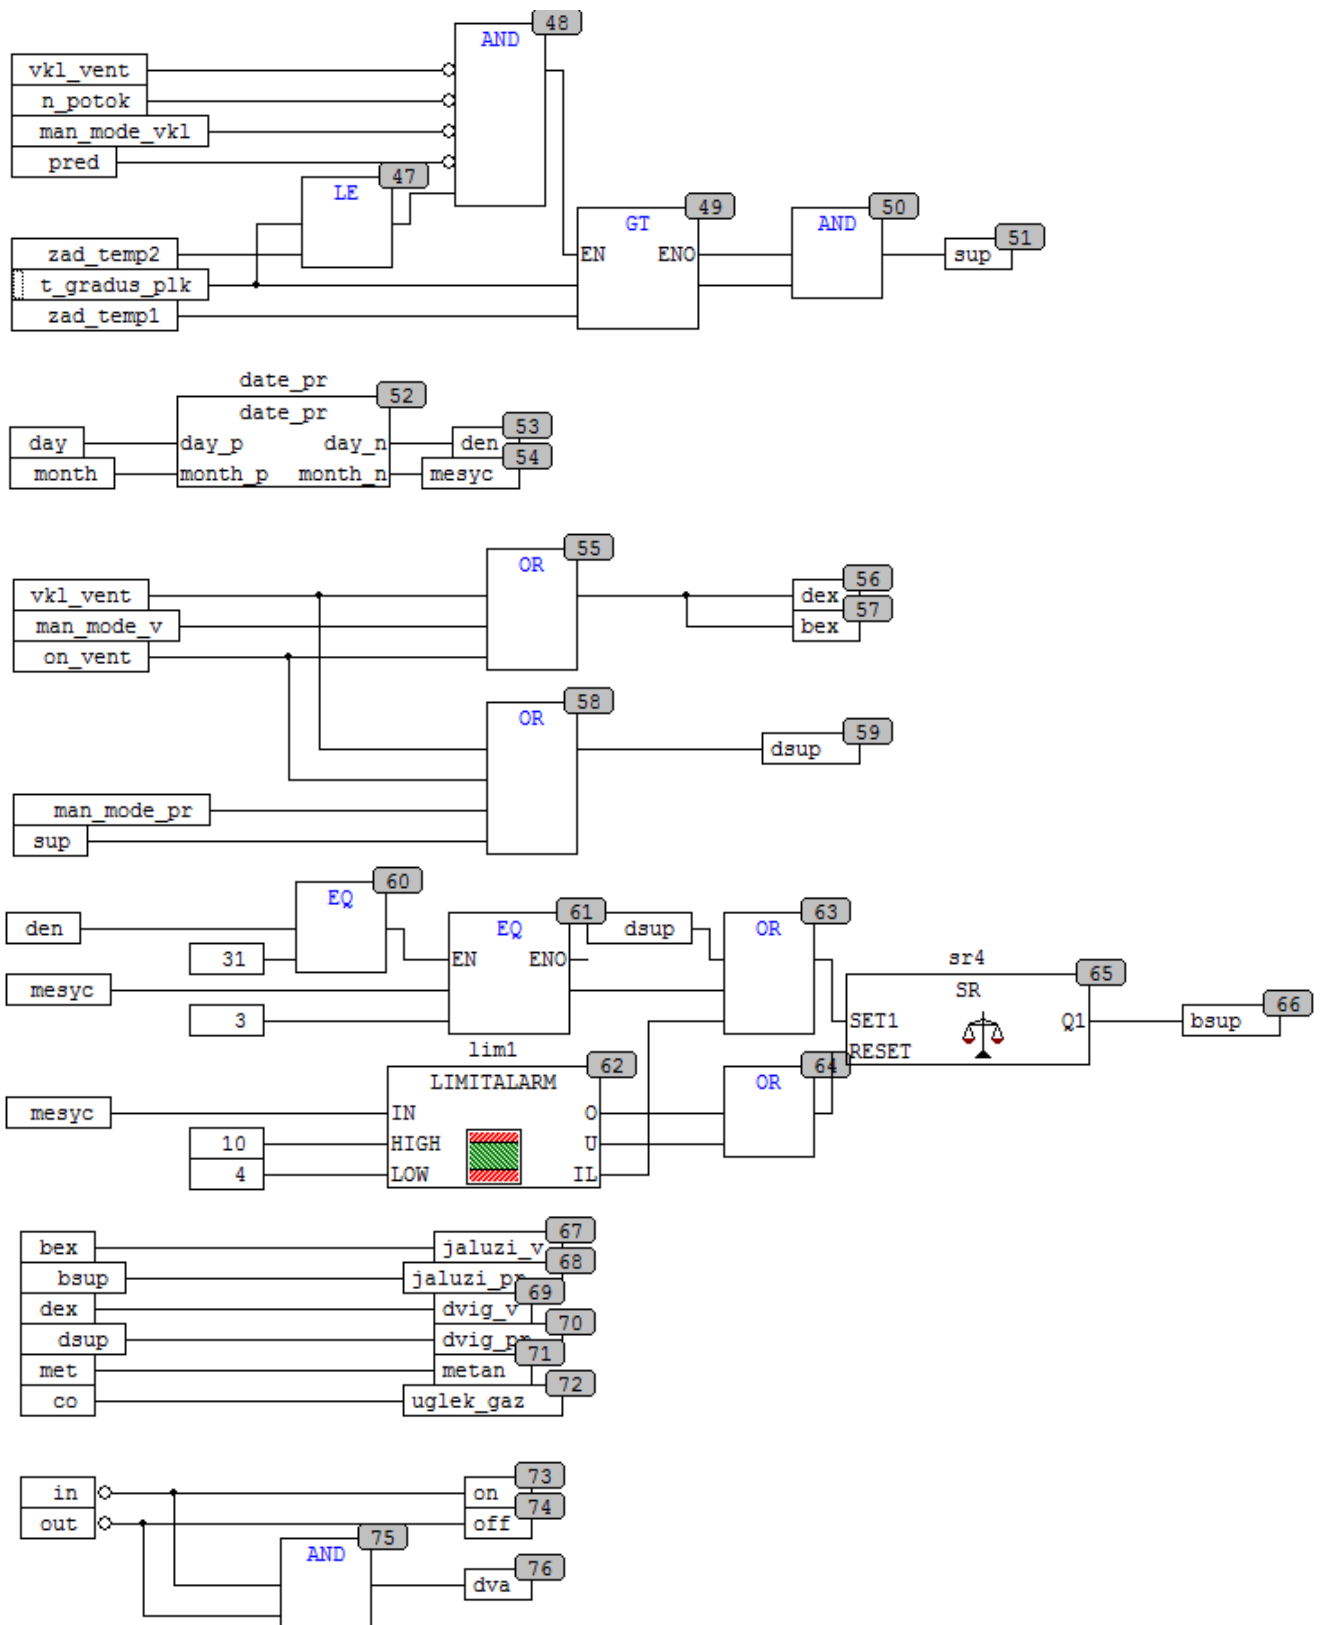 48
AND
vkl_vent
n_potok
man_mode_vkl
pred
47
LE
49
GT
50
AND
51
zad_temp2
EN ENO
sup
t_gradus_plk
zad_temp1
date_pr
52
date_pr
53
day day_p day_n den
54
month month_p month_n mesyc
55
OR
56
vkl_vent dex
57
man_mode_v bex
on_vent
58
OR
59
dsup
man_mode_pr
sup
60
EQ
61
63
den EQ dsup OR
31 EN ENO sr4
65
mesyc SR
66
3 SET1 Q1 bsup
lim1 RESET
62 64
LIMITALARM OR
mesyc IN O
10 HIGH U
4 LOW IL
67
bex jaluzi_v
68
bsup jaluzi_pr
69
dex dvig_v
70
dsup dvig_pr
71
met metan
72
co uglek_gaz
73
in on
74
out off
75
AND
76
dva